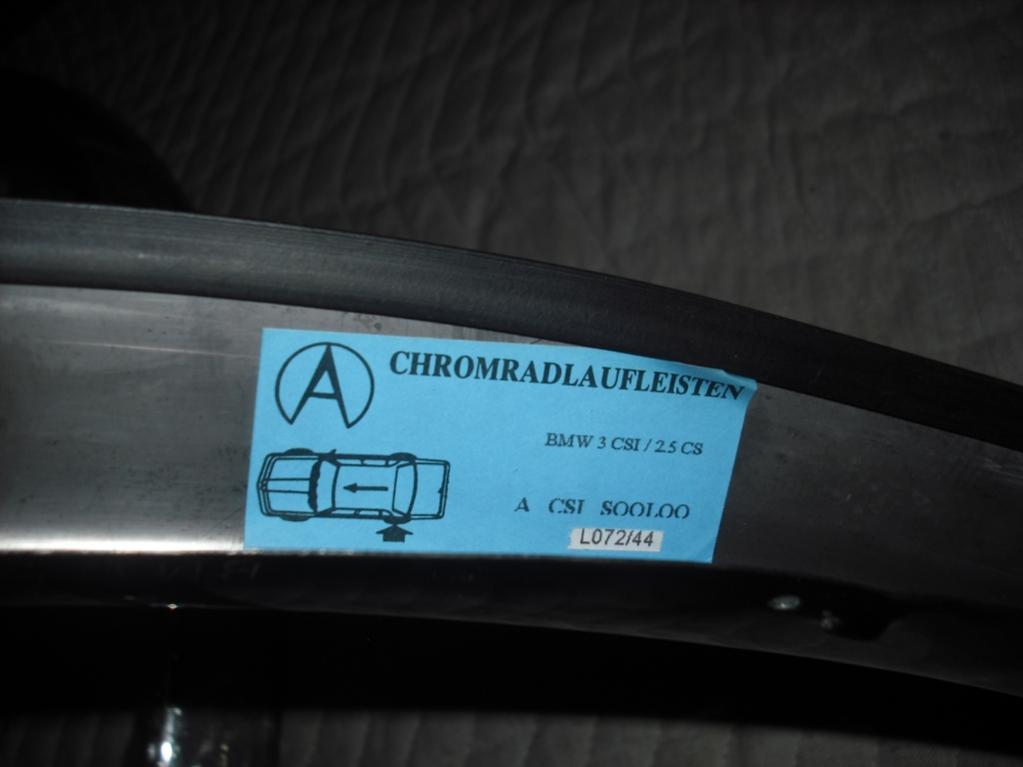 A
CHROMRADLAUFLEISTEN
BMW 3 CSI / 2.5 CS
A CSI SOOLOO
L072/44